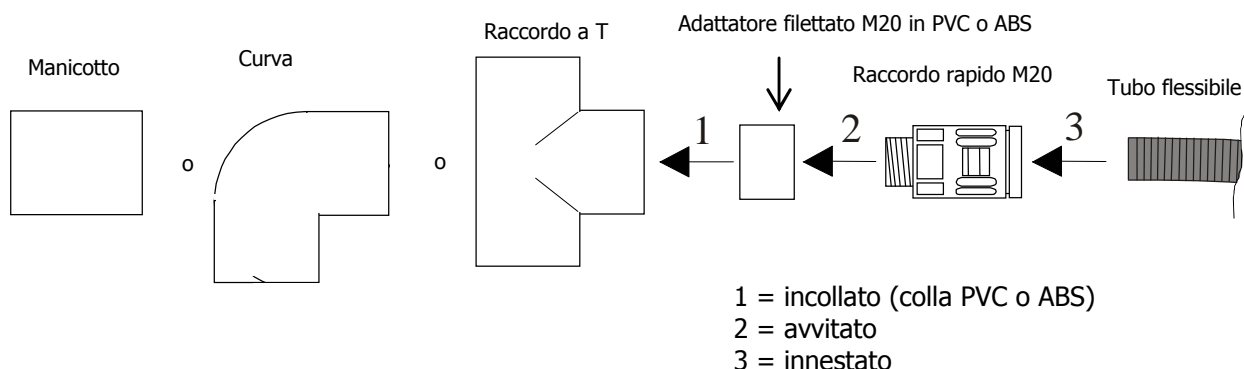 Manicotto
Curva
Raccordo a T
Adattatore filettato M20 in PVC o ABS
Raccordo rapido M20
Tubo flessibile
o
o
1
2
3
1 = incollato (colla PVC o ABS)
2 = avvitato
3 = innestato